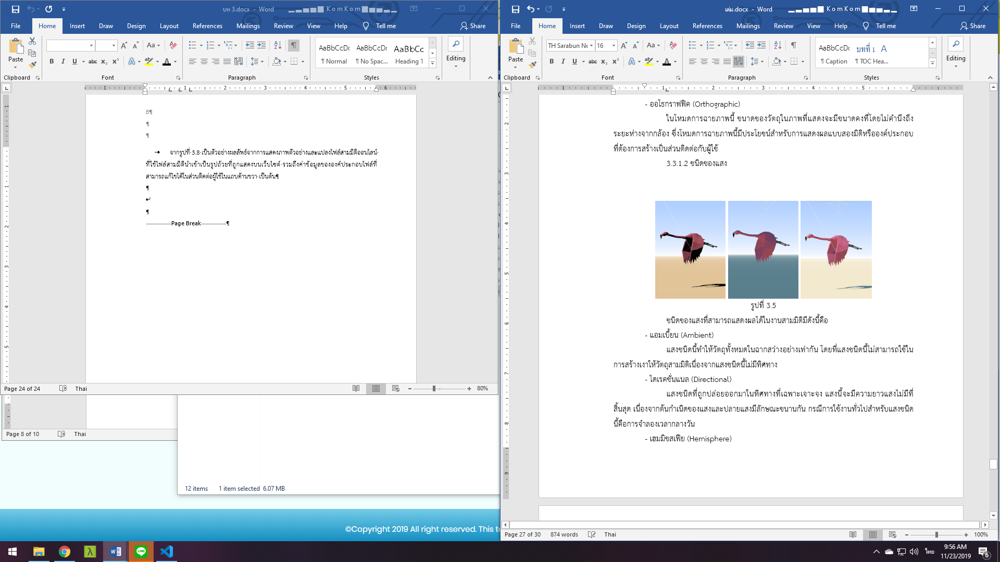 บท 3.docx - Word
KomKom
File Home Insert Draw Design Layout References Mailings Review View Help Tell me Share
Paste
Clipboard
Font
Paragraph
AaBbCcDc AaBbCcDc AaBbCc
¶ Normal ¶ No Spac... Heading 1
Styles
Editing
8¶
¶
¶
จากรูปที่·3.8·เป็นตัวอย่างผลลัพธ์จากการแสดงภาพตัวอย่างและแปลงไฟล์สามมิติออนไลน์·
ที่ใช้ไฟล์สามมิตินำเข้าเป็นรูปถ้วยที่ถูกแสดงบนเว็บไซต์·รวมถึงค่าข้อมูลขององค์ประกอบไฟล์ที่
สามารถแก้ไขได้ในส่วนติดต่อผู้ใช้ในแถบด้านขวา·เป็นต้น¶
¶
¶
Page Break¶
Page 24 of 24 Thai 80%
Page 8 of 10 Thai
12 items 1 item selected 6.07 MB
©Copyright 2019 All right reserved. This t
เล่ม.docx - Word
KomKom
File Home Insert Draw Design Layout References Mailings Review View Help Tell me Share
Paste
TH Sarabun Ne 16
Clipboard
Font
Paragraph
AaBbCcDc บทที่ 1 A
¶ Caption ¶ TOC Hea...
Styles
Editing
- ออโธกราฟฟิค (Orthographic)
ในโหมดการฉายภาพนี้ ขนาดของวัตถุในภาพที่แสดงจะมีขนาดคงที่โดยไม่คำนึงถึง
ระยะห่างจากกล้อง ซึ่งโหมดการฉายภาพนี้มีประโยชน์สำหรับการแสดงผลแบบสองมิติหรือองค์ประกอบ
ที่ต้องการสร้างเป็นส่วนติดต่อกับผู้ใช้
3.3.1.2 ชนิดของแสง
รูปที่ 3.5
ชนิดของแสงที่สามารถแสดงผลได้ในงานสามมิติมีดังนี้คือ
- แอมเบี้ยน (Ambient)
แสงชนิดนี้ทำให้วัตถุทั้งหมดในฉากสว่างอย่างเท่ากัน โดยที่แสงชนิดนี้ไม่สามารถใช้ใน
การสร้างเงาให้วัตถุสามมิติเนื่องจากแสงชนิดนี้ไม่มีทิศทาง
- ไดเรคชั่นแนล (Directional)
แสงชนิดที่ถูกปล่อยออกมาในทิศทางที่เฉพาะเจาะจง แสงนี้จะมีความยาวแสงไม่มีที่
สิ้นสุด เนื่องจากต้นกำเนิดของแสงและปลายแสงมีลักษณะขนานกัน กรณีการใช้งานทั่วไปสำหรับแสงชนิด
นี้คือการจำลองเวลากลางวัน
- เฮมมิซสเฟีย (Hemisphere)
Page 27 of 30 874 words Thai 100%
ไทย
9:56 AM
11/23/2019
6